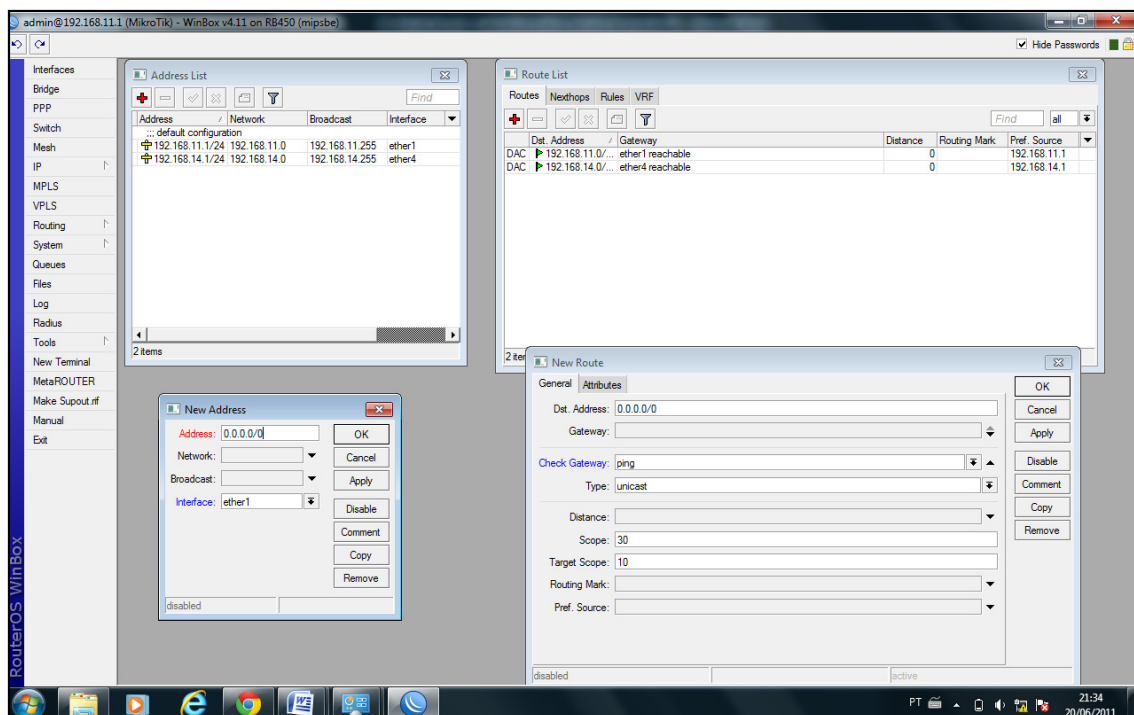 admin@192.168.11.1 (MikroTik) - WinBox v4.11 on RB450 (mipsbe)
Hide Passwords
Interfaces
Bridge
PPP
Switch
Mesh
IP
MPLS
VPLS
Routing
System
Queues
Files
Log
Radius
Tools
New Terminal
MetaROUTER
Make Supout.rif
Manual
Exit
RouterOS WinBox
Address List
Find
Address / Network Broadcast Interface
;;; default configuration
192.168.11.1/24 192.168.11.0 192.168.11.255 ether1
192.168.14.1/24 192.168.14.0 192.168.14.255 ether4
2 items
Route List
Routes Nexthops Rules VRF
Find all
Dst. Address / Gateway Distance Routing Mark Pref. Source
DAC 192.168.11.0/... ether1 reachable 0 192.168.11.1
DAC 192.168.14.0/... ether4 reachable 0 192.168.14.1
2 iter
New Address
Address: 0.0.0.0/0 OK
Network: Cancel
Broadcast: Apply
Interface: ether1
Disable
Comment
Copy
Remove
disabled
New Route
General Attributes OK
Dst. Address: 0.0.0.0/0 Cancel
Gateway: Apply
Check Gateway: ping Disable
Type: unicast Comment
Distance: Copy
Scope: 30 Remove
Target Scope: 10
Routing Mark:
Pref. Source:
disabled active
PT 21:34
20/06/2011